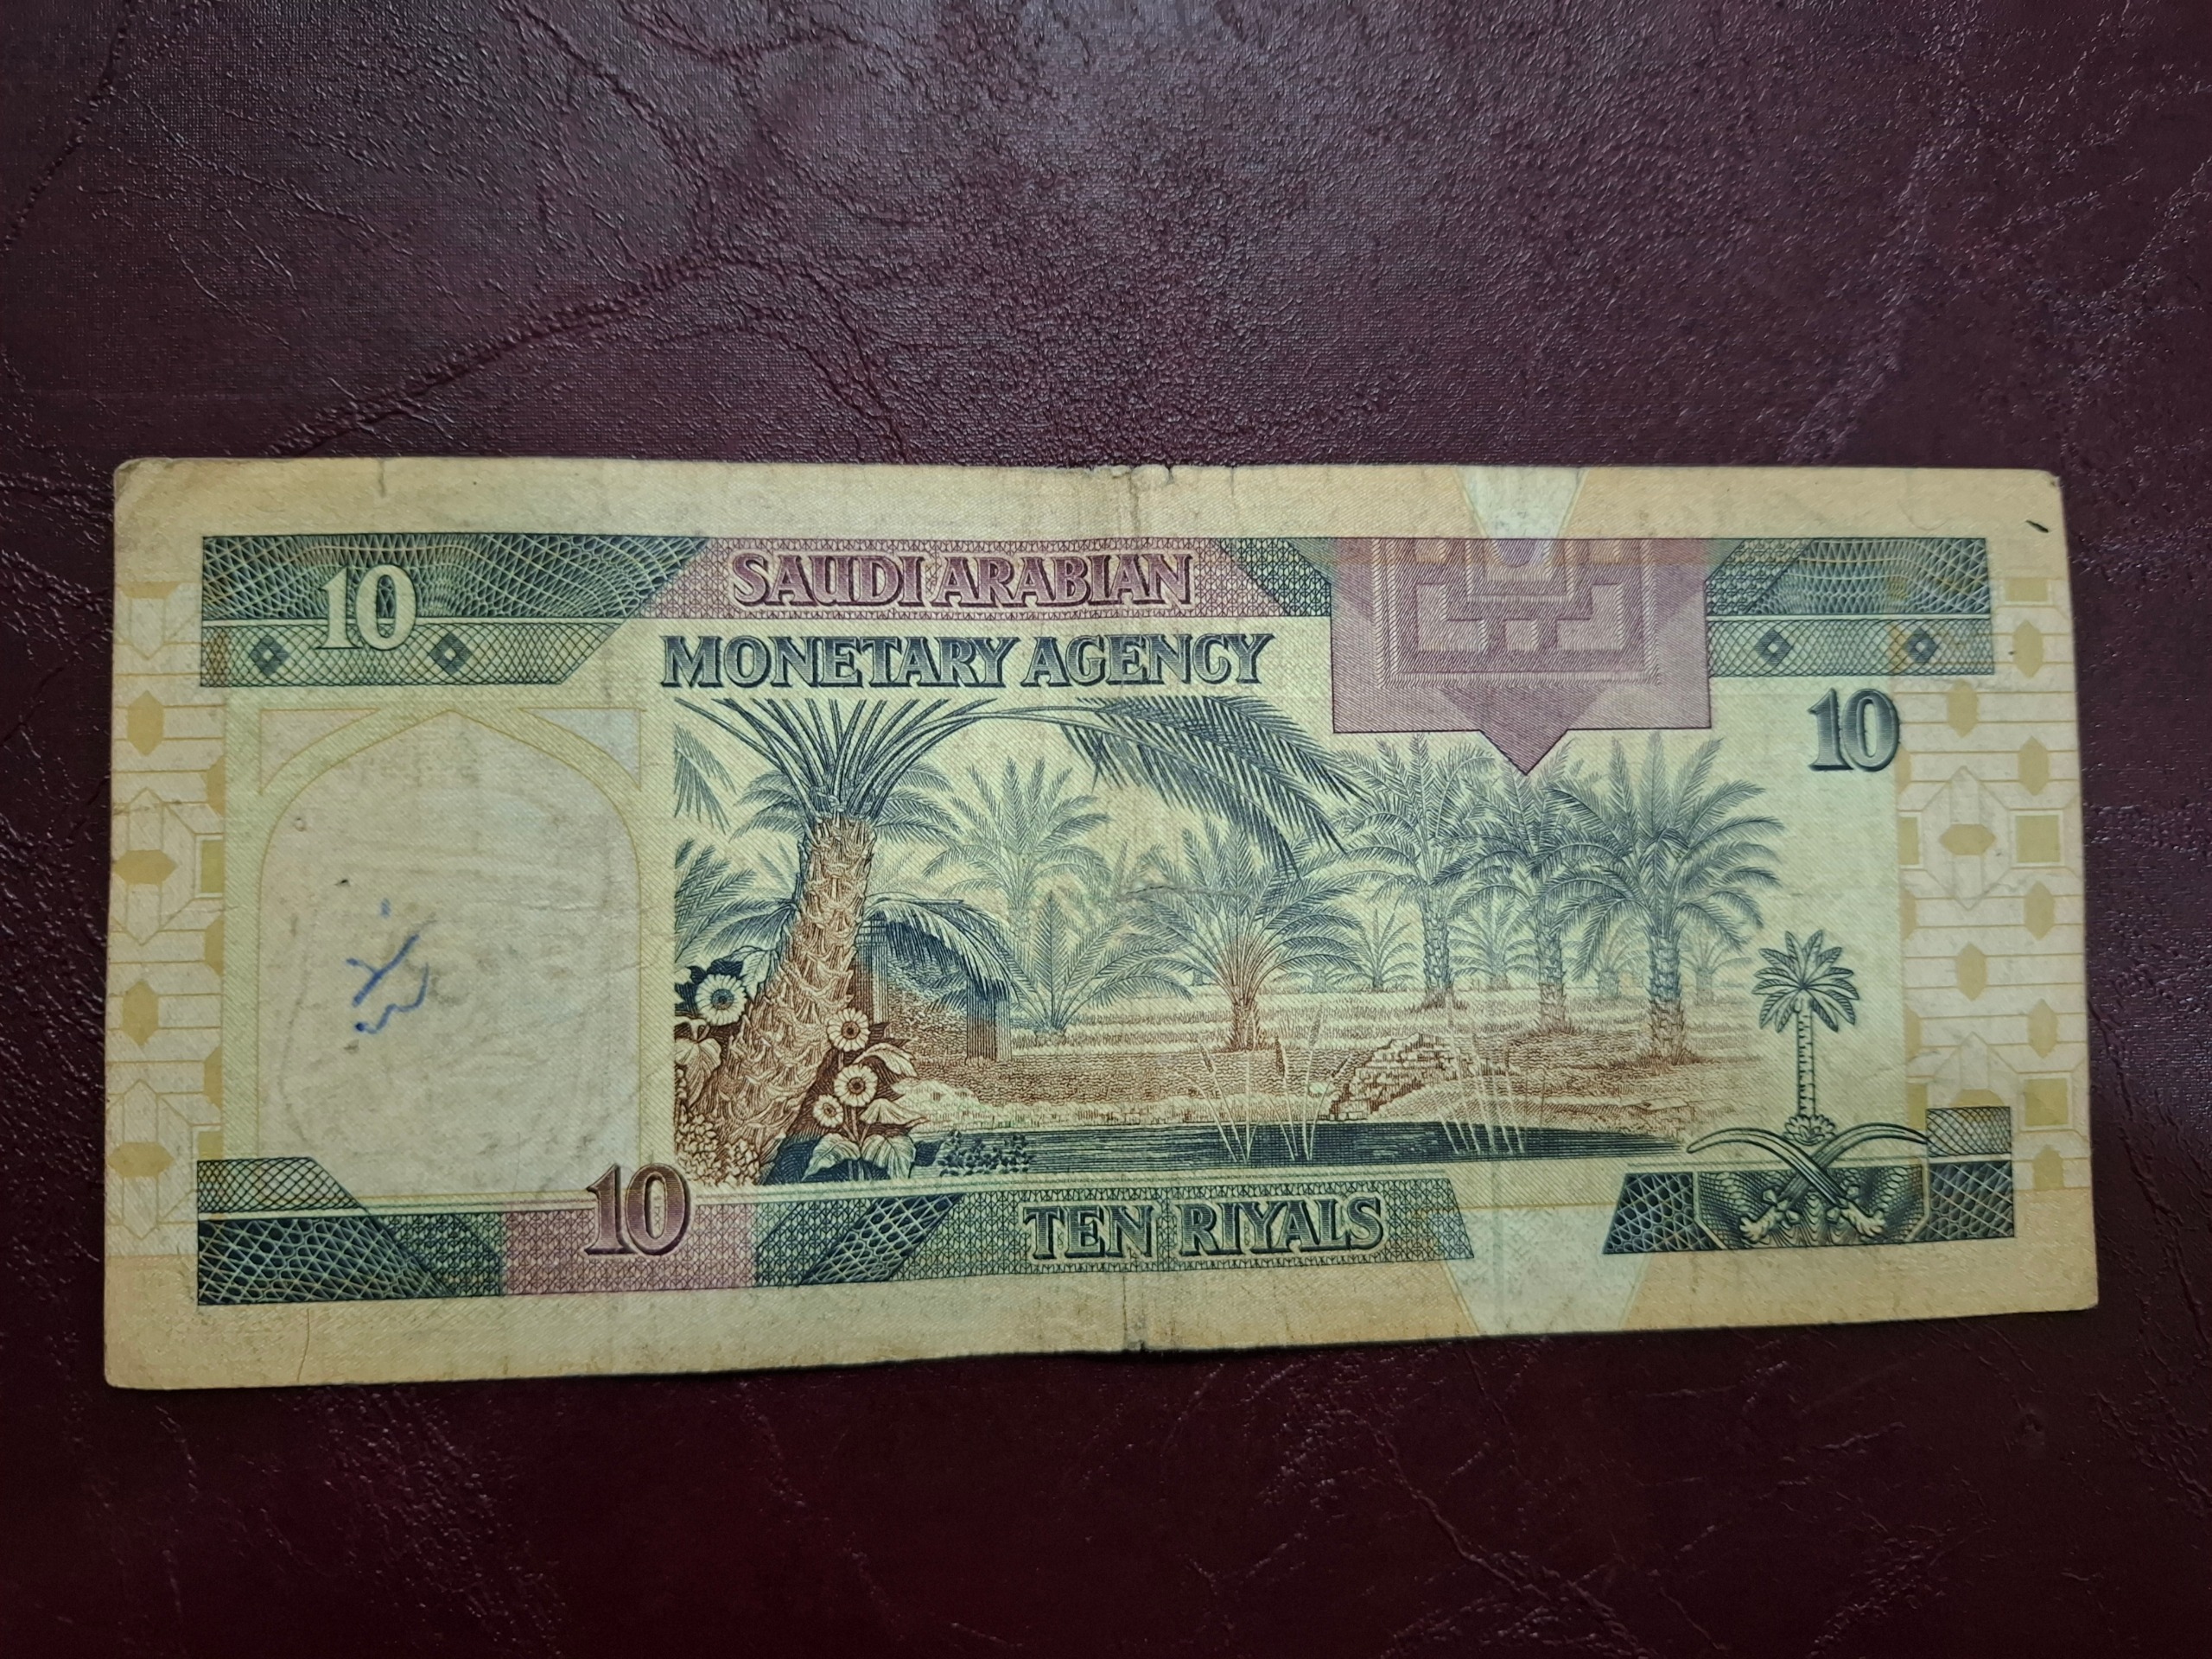 10
SAUDI ARABIAN
MONETARY AGENCY
10
10
TEN RIYALS